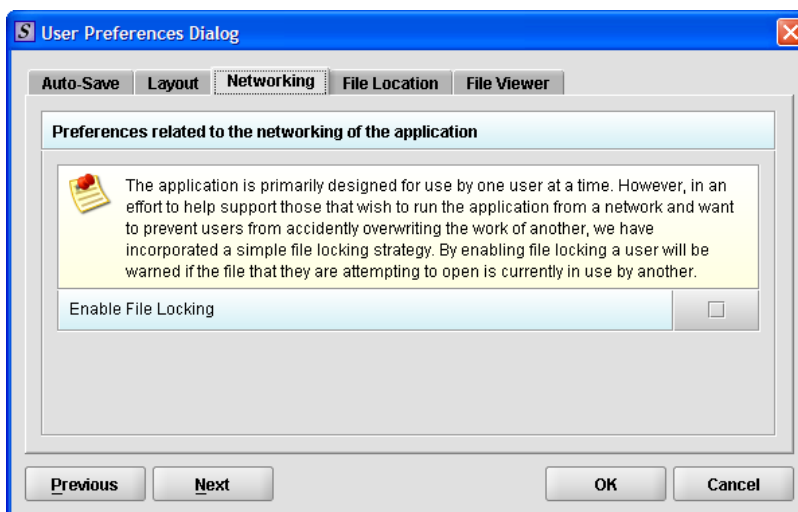 S User Preferences Dialog
Auto-Save Layout Networking File Location File Viewer
Preferences related to the networking of the application
The application is primarily designed for use by one user at a time. However, in an
effort to help support those that wish to run the application from a network and want
to prevent users from accidently overwriting the work of another, we have
incorporated a simple file locking strategy. By enabling file locking a user will be
warned if the file that they are attempting to open is currently in use by another.
Enable File Locking
Previous Next OK Cancel